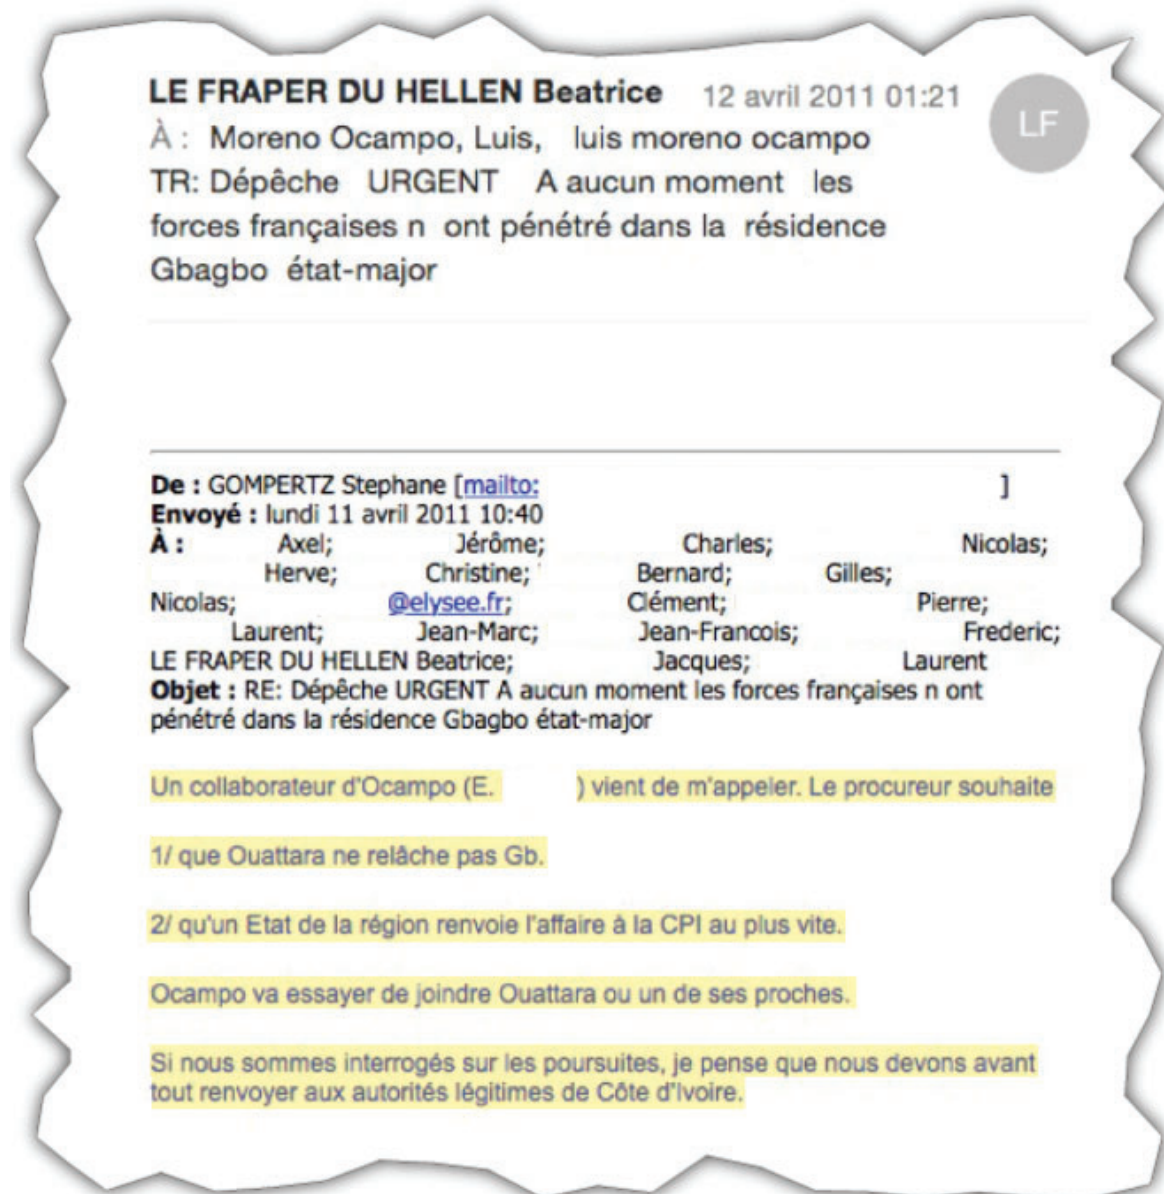 LE FRAPER DU HELLEN Beatrice 12 avril 2011 01:21
LF
À : Moreno Ocampo, Luis, luis moreno ocampo
TR: Dépêche URGENT A aucun moment les
forces françaises n ont pénétré dans la résidence
Gbagbo état-major
De : GOMPERTZ Stephane [mailto: ]
Envoyé : lundi 11 avril 2011 10:40
À : Axel; Jérôme; Charles; Nicolas;
Herve; Christine; Bernard; Gilles;
Nicolas; @elysee.fr; Clément; Pierre;
Laurent; Jean-Marc; Jean-Francois; Frederic;
LE FRAPER DU HELLEN Beatrice; Jacques; Laurent
Objet : RE: Dépêche URGENT A aucun moment les forces françaises n ont
pénétré dans la résidence Gbagbo état-major
Un collaborateur d'Ocampo (E. ) vient de m'appeler. Le procureur souhaite
1/ que Ouattara ne relâche pas Gb.
2/ qu'un Etat de la région renvoie l'affaire à la CPI au plus vite.
Ocampo va essayer de joindre Ouattara ou un de ses proches.
Si nous sommes interrogés sur les poursuites, je pense que nous devons avant
tout renvoyer aux autorités légitimes de Côte d'Ivoire.